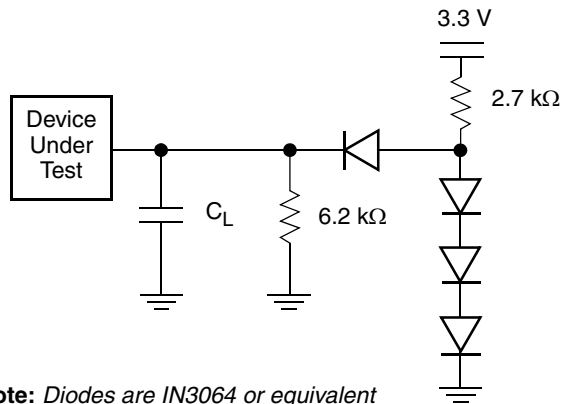 3.3 V
2.7 kΩ
Device
Under
Test
C_L
6.2 kΩ
ote: Diodes are IN3064 or equivalent